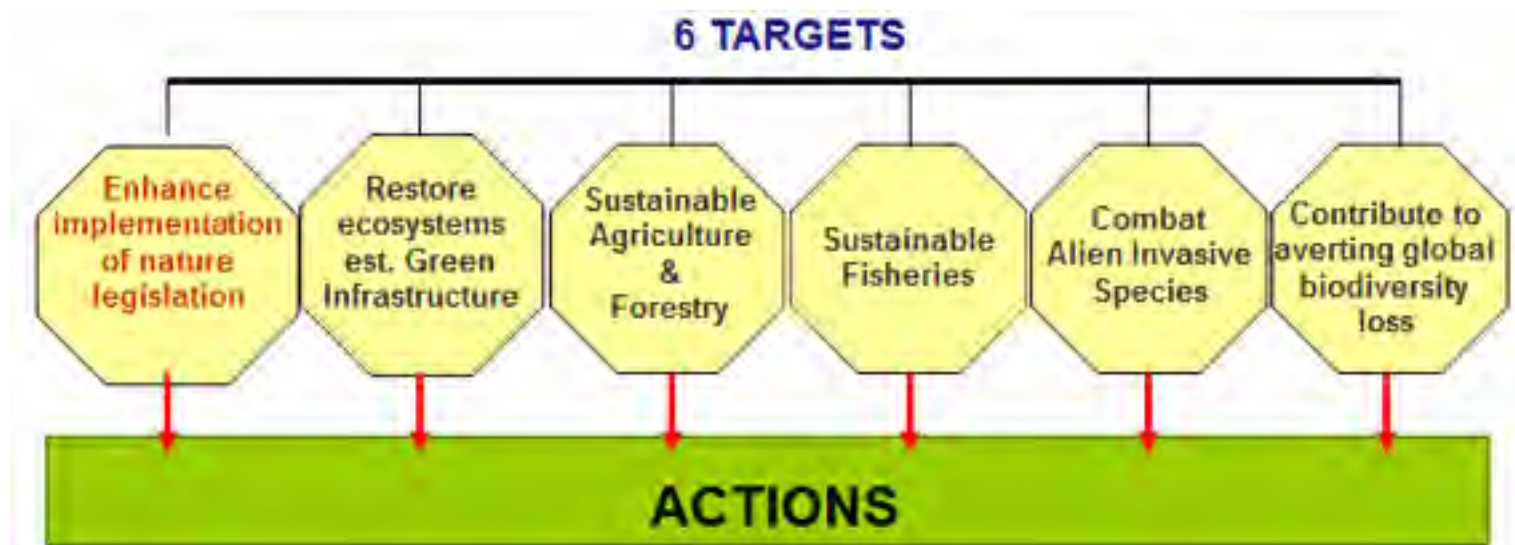 6 TARGETS
Enhance
implementation
of nature
legislation
Restore
ecosystems
est. Green
Infrastructure
Sustainable
Agriculture
&
Forestry
Sustainable
Fisheries
Combat
Alien Invasive
Species
Contribute to
averting global
biodiversity
loss
ACTIONS